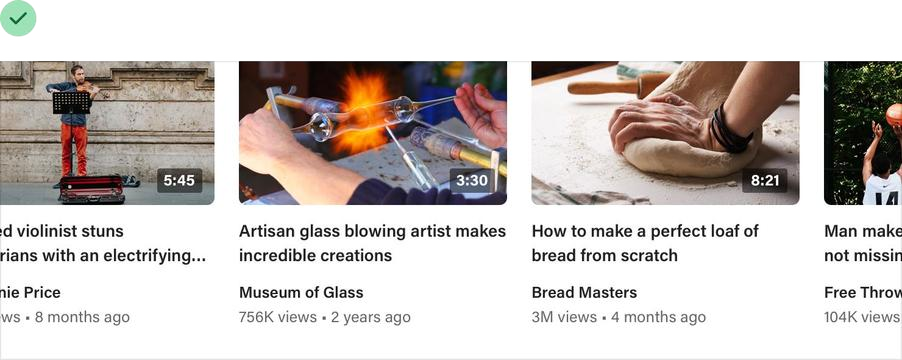 5:45
ed violinist stuns
rians with an electrifying...
nie Price
ws • 8 months ago
3:30
Artisan glass blowing artist makes
incredible creations
Museum of Glass
756K views • 2 years ago
8:21
How to make a perfect loaf of
bread from scratch
Bread Masters
3M views • 4 months ago
14
Man make
not missin
Free Throw
104K views